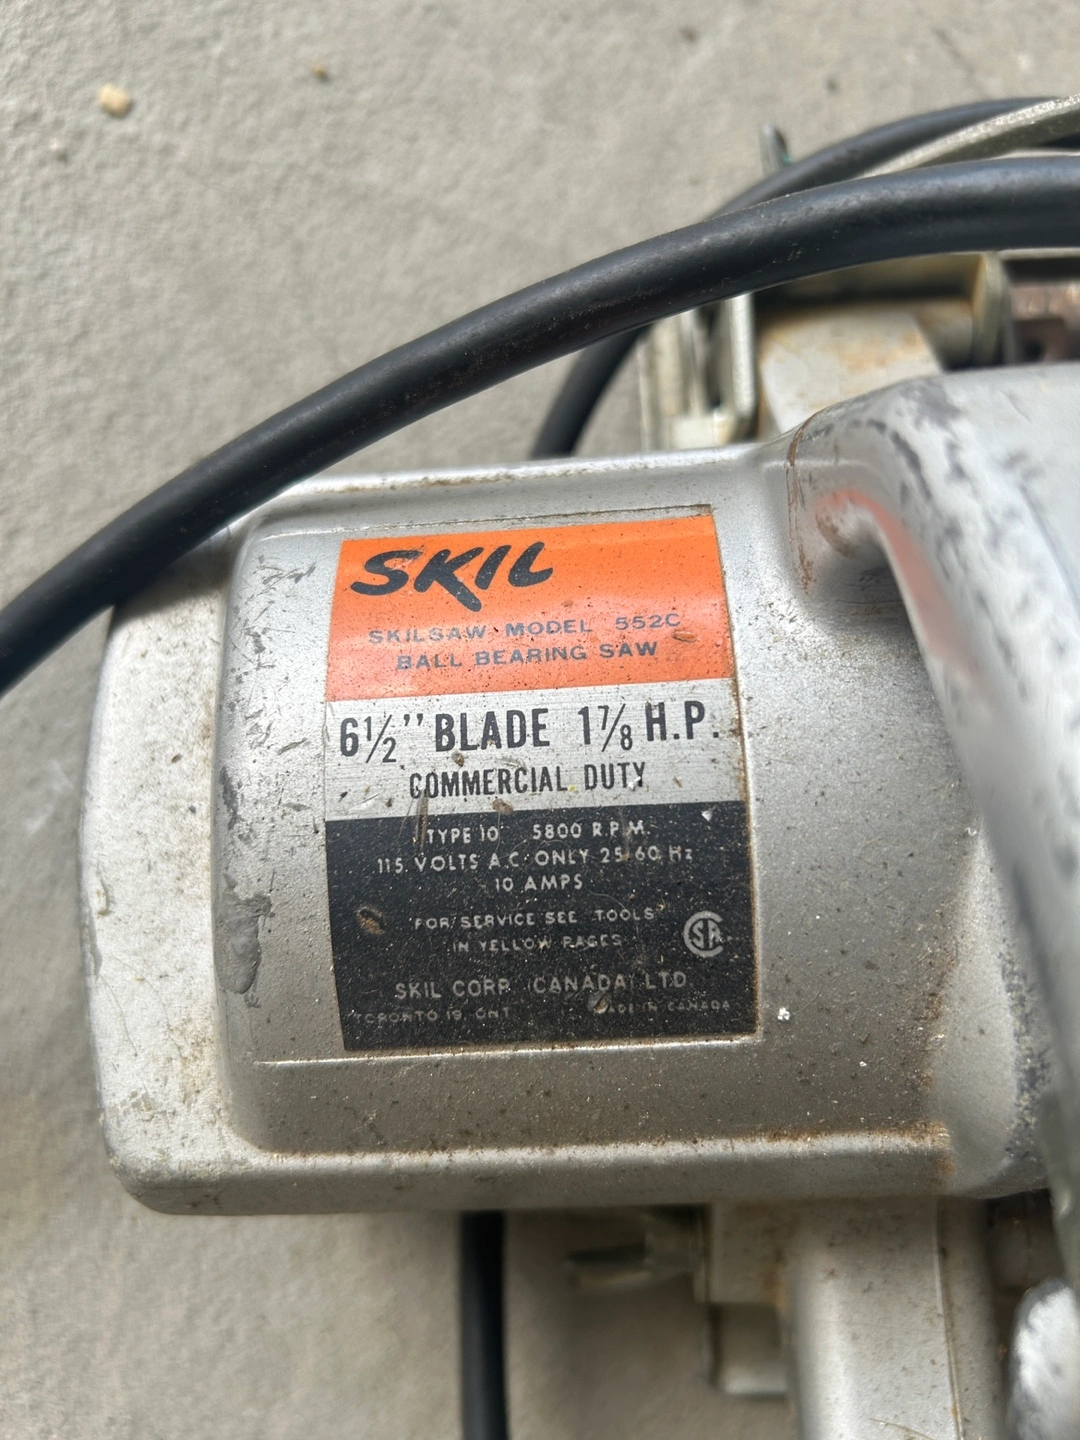 SKIL
SKILSAW MODEL 552C
BALL BEARING SAW
6½" BLADE 1⅞ H.P.
COMMERCIAL DUTY
TYPE 10 5800 R.P.M.
115 VOLTS A.C. ONLY 25/60 Hz
10 AMPS
FOR SERVICE SEE "TOOLS"
IN YELLOW PAGES
SA
SKIL CORP. (CANADA) LTD.
TORONTO 19, ONT. MADE IN CANADA